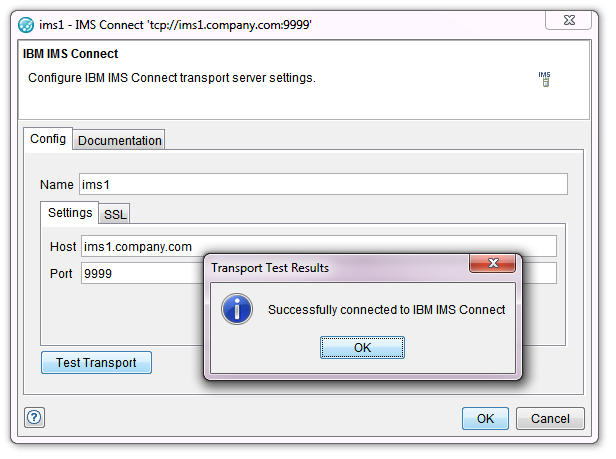 ims1 - IMS Connect 'tcp://ims1.company.com:9999'
IBM IMS Connect
Configure IBM IMS Connect transport server settings.
IMS
Config Documentation
Name ims1
Settings SSL
Host ims1.company.com
Port 9999
Transport Test Results
Successfully connected to IBM IMS Connect
OK
Test Transport
? OK Cancel